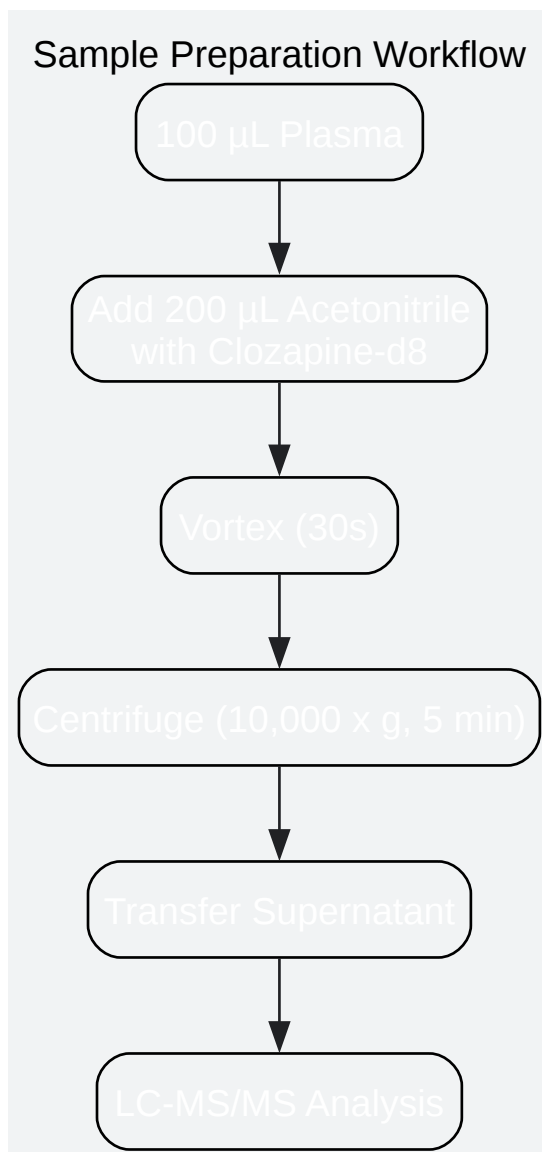 Sample Preparation Workflow
100 µL Plasma
Add 200 µL Acetonitrile
with Clozapine-d8
Vortex (30s)
Centrifuge (10,000 x g, 5 min)
Transfer Supernatant
LC-MS/MS Analysis